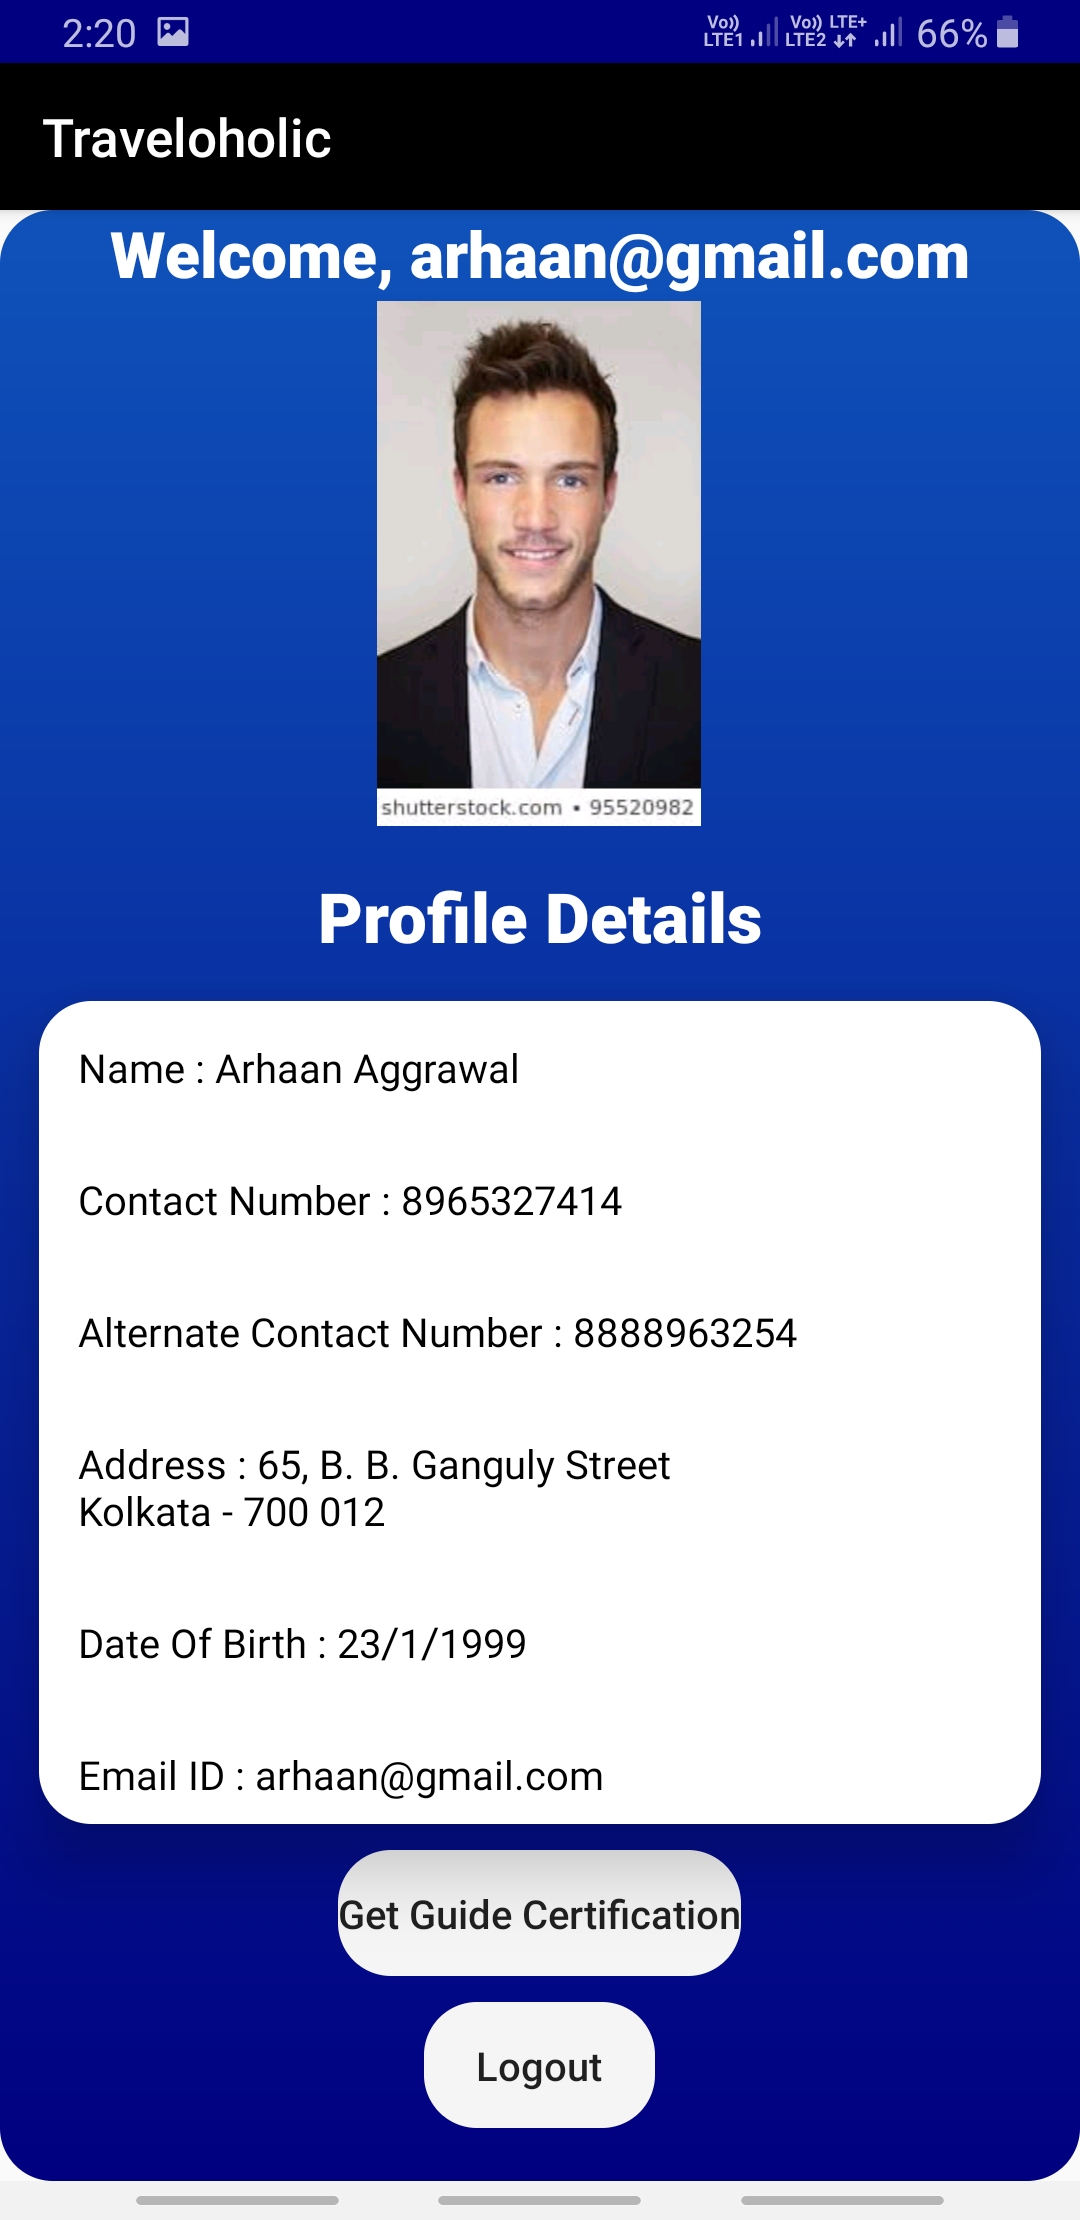 2:20
Vo)) LTE1 Vo)) LTE2 LTE+ 66%
Traveloholic
Welcome, arhaan@gmail.com
shutterstock.com • 95520982
Profile Details
Name : Arhaan Aggrawal
Contact Number : 8965327414
Alternate Contact Number : 8888963254
Address : 65, B. B. Ganguly Street
Kolkata - 700 012
Date Of Birth : 23/1/1999
Email ID : arhaan@gmail.com
Get Guide Certification
Logout